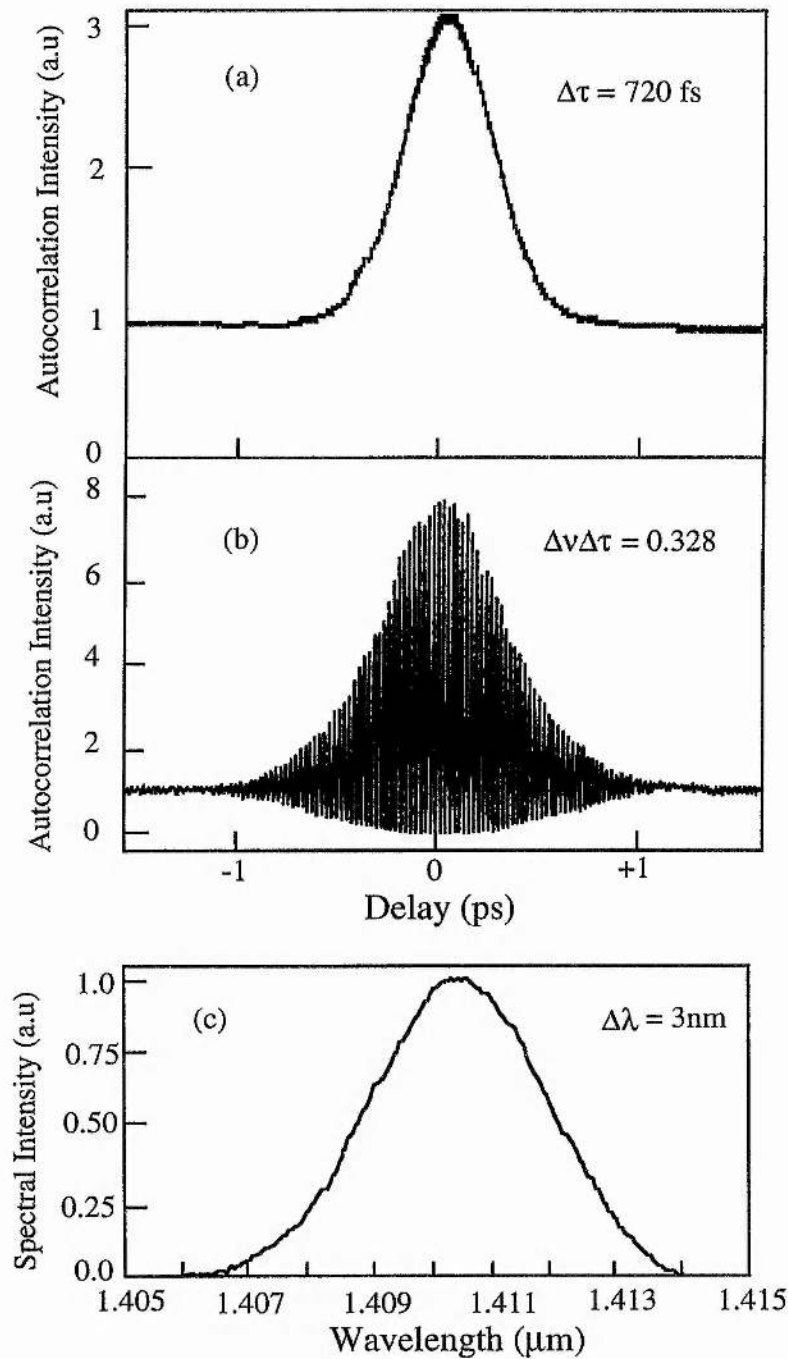 Autocorrelation Intensity (a.u)
3
2
1
0
(a)
Δτ = 720 fs
Autocorrelation Intensity (a.u)
8
6
4
2
0
(b)
ΔνΔτ = 0.328
-1
0
+1
Delay (ps)
Spectral Intensity (a.u)
1.0
0.75
0.50
0.25
0.0
(c)
Δλ = 3nm
1.405
1.407
1.409
1.411
1.413
1.415
Wavelength (μm)